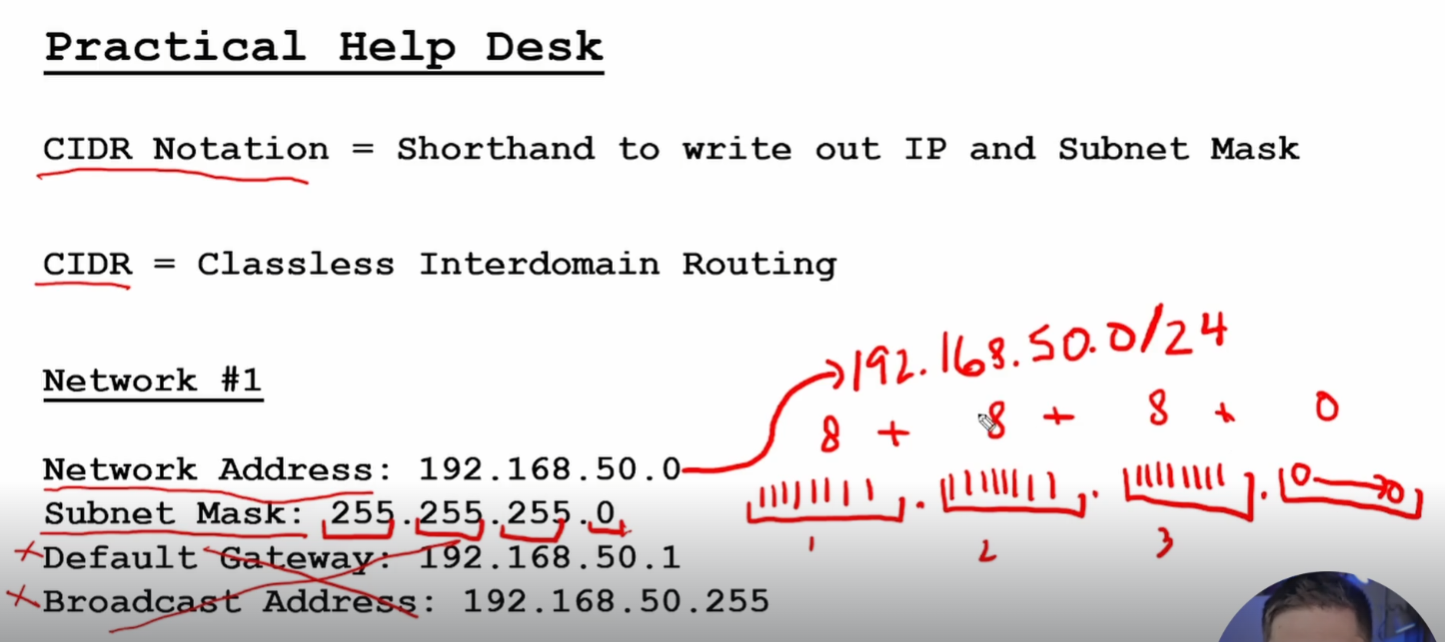 Practical Help Desk
CIDR Notation = Shorthand to write out IP and Subnet Mask
CIDR = Classless Interdomain Routing
Network #1
192.168.50.0/24
8 + 8 + 8 + 0
Network Address: 192.168.50.0
11111111.11111111.11111111.0 0
Subnet Mask: 255.255.255.0
1 2 3
Default Gateway: 192.168.50.1
Broadcast Address: 192.168.50.255